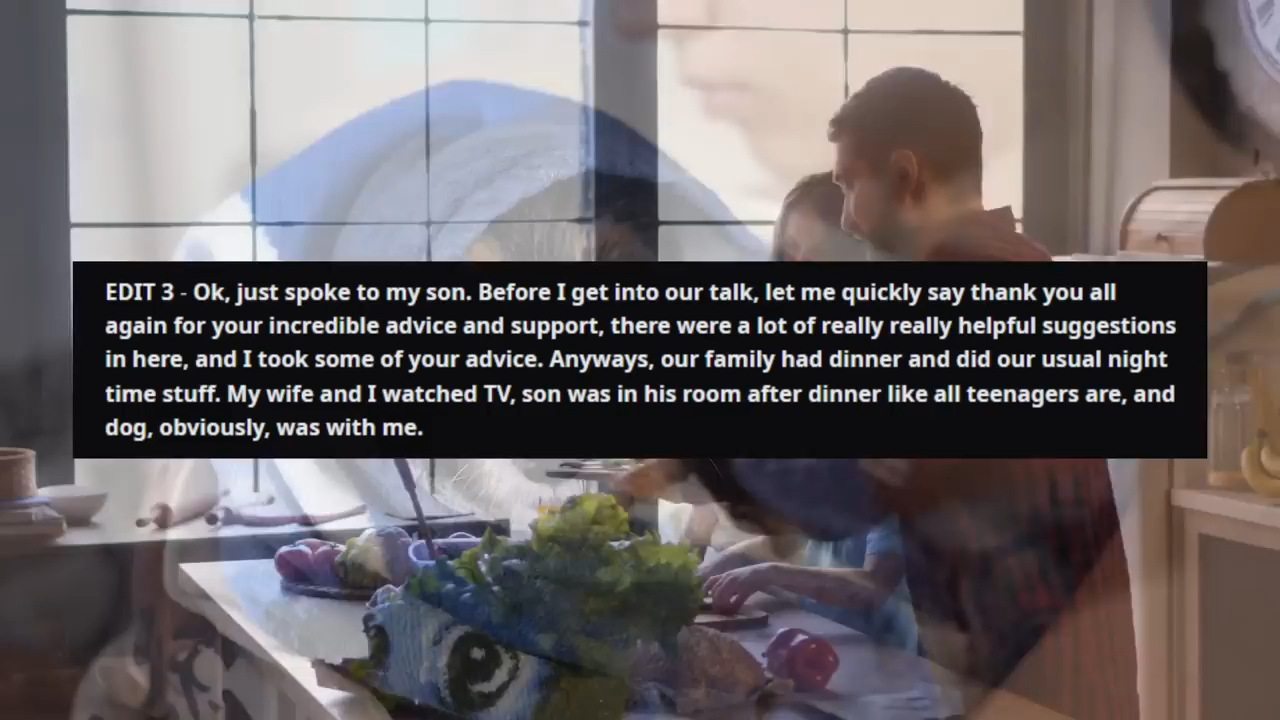 EDIT 3 - Ok, just spoke to my son. Before I get into our talk, let me quickly say thank you all
again for your incredible advice and support, there were a lot of really really helpful suggestions
in here, and I took some of your advice. Anyways, our family had dinner and did our usual night
time stuff. My wife and I watched TV, son was in his room after dinner like all teenagers are, and
dog, obviously, was with me.